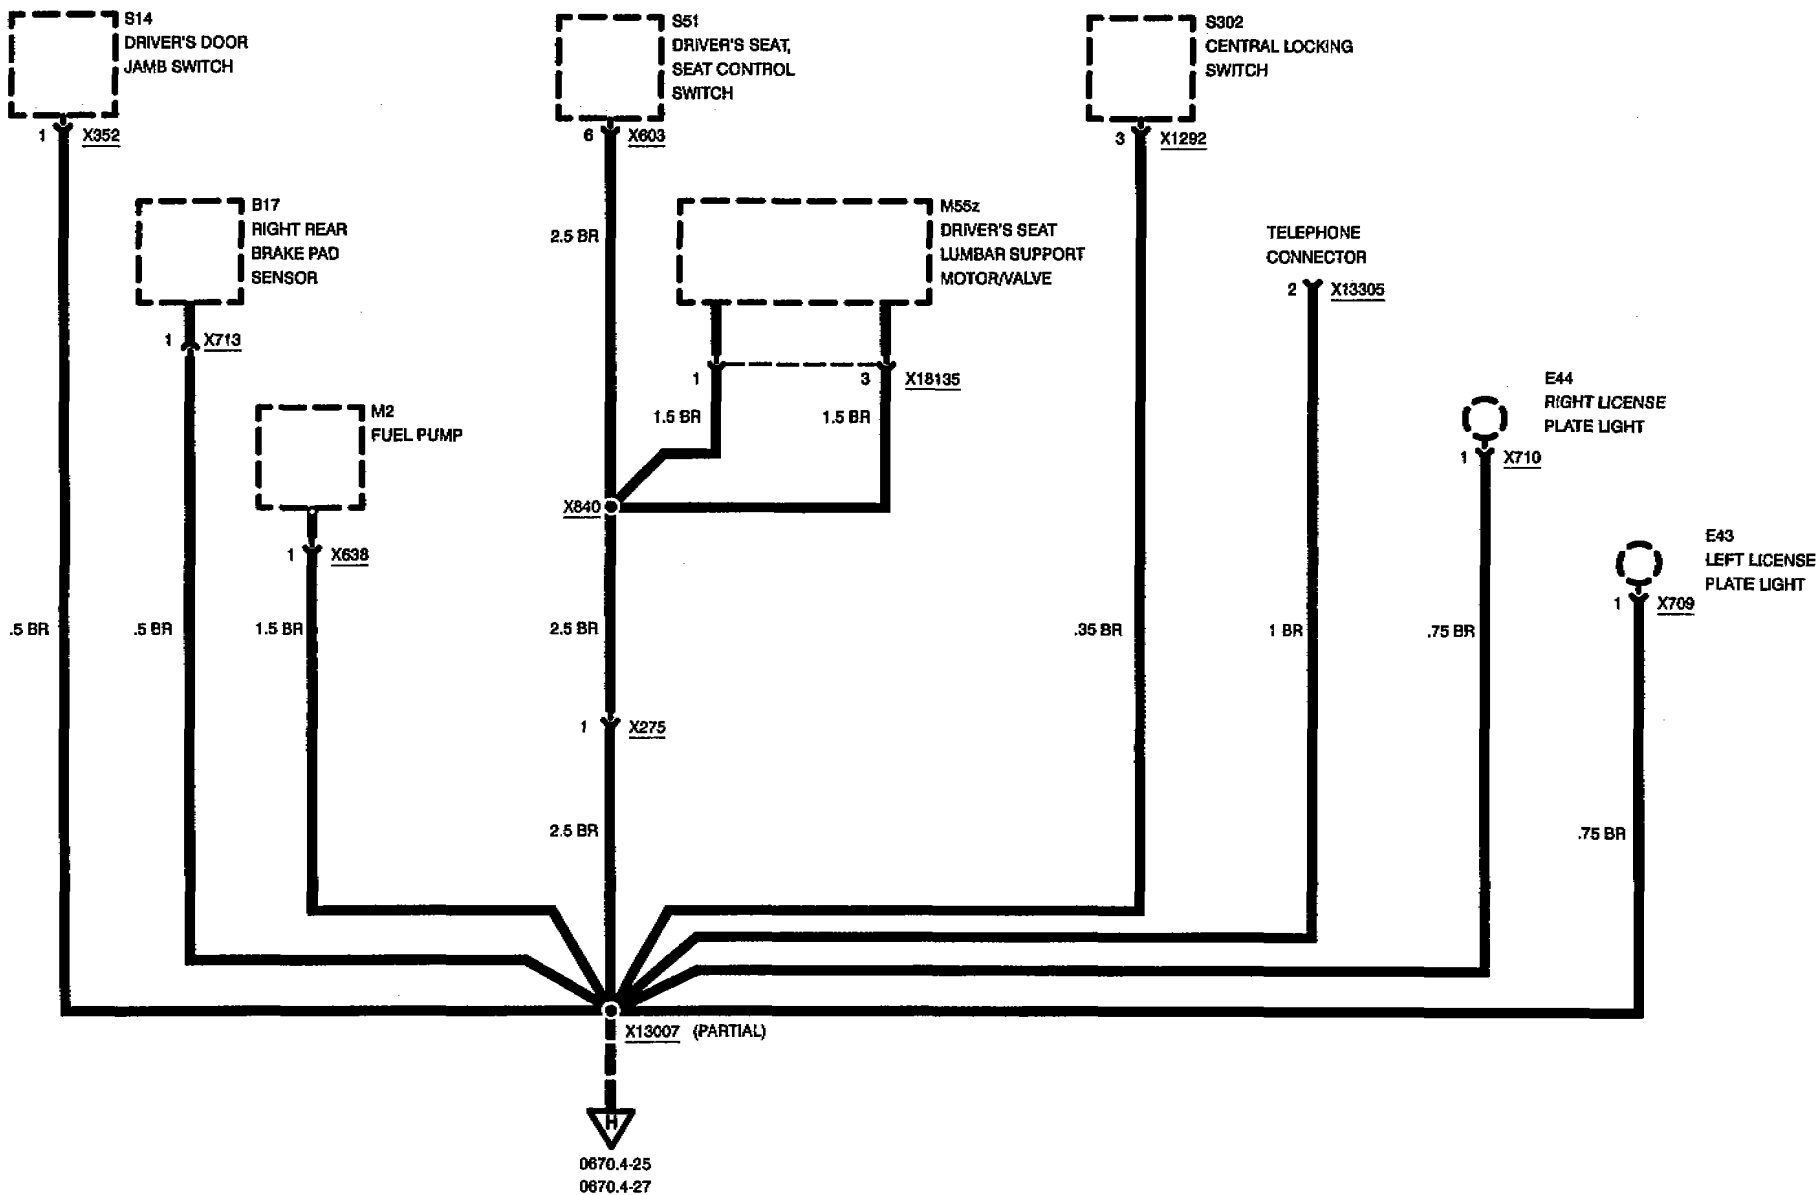 S14
DRIVER'S DOOR
JAMB SWITCH
1 X352
S51
DRIVER'S SEAT,
SEAT CONTROL
SWITCH
6 X603
S302
CENTRAL LOCKING
SWITCH
3 X1292
B17
RIGHT REAR
BRAKE PAD
SENSOR
1 X713
2.5 BR
M55z
DRIVER'S SEAT
LUMBAR SUPPORT
MOTOR/VALVE
1 3 X18135
1.5 BR 1.5 BR
TELEPHONE
CONNECTOR
2 X13305
M2
FUEL PUMP
1 X638
E44
RIGHT LICENSE
PLATE LIGHT
1 X710
X840
E43
LEFT LICENSE
PLATE LIGHT
1 X709
.5 BR .5 BR 1.5 BR 2.5 BR .35 BR 1 BR .75 BR
1 X275
2.5 BR
.75 BR
X13007 (PARTIAL)
H
0670.4-25
0670.4-27